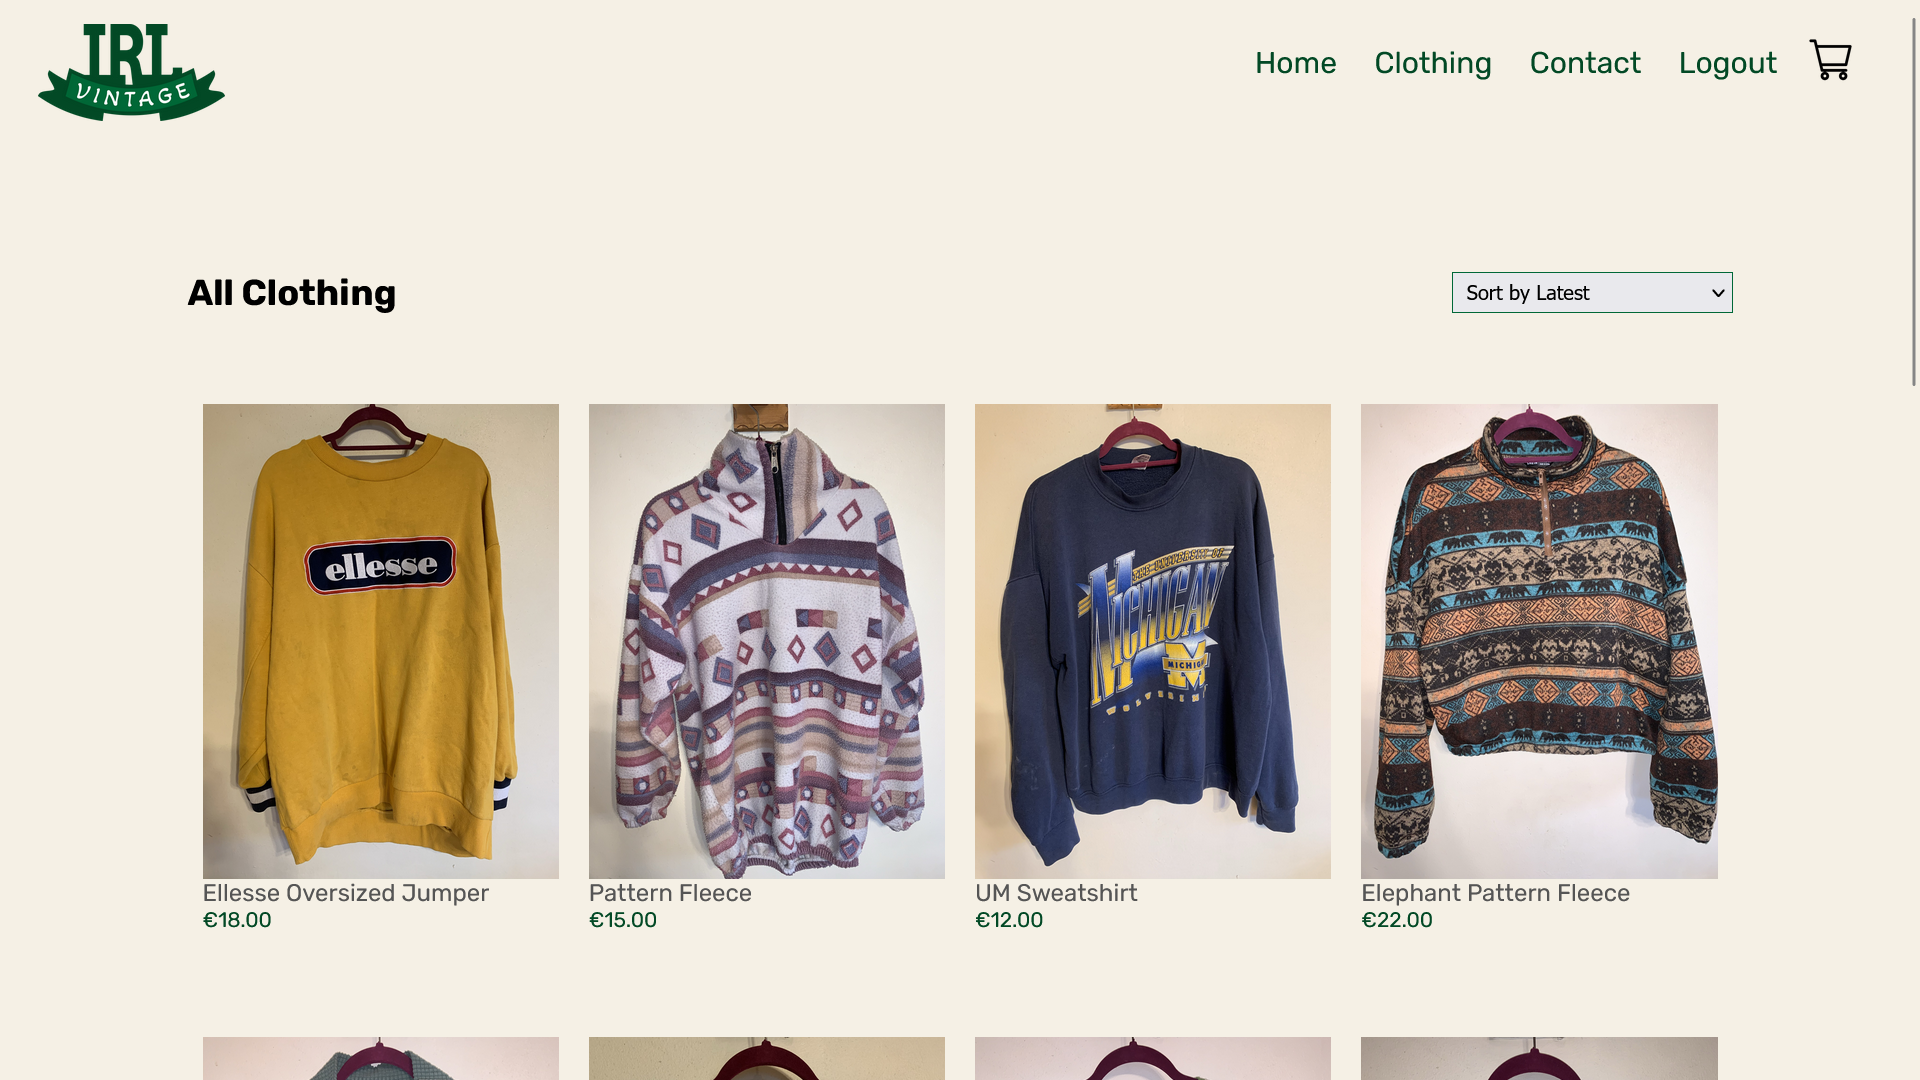 IRL
VINTAGE
Home
Clothing
Contact
Logout
All Clothing
Sort by Latest
ellesse
THE UNIVERSITY OF
MICHIGAN
M
Ellesse Oversized Jumper
€18.00
Pattern Fleece
€15.00
UM Sweatshirt
€12.00
Elephant Pattern Fleece
€22.00